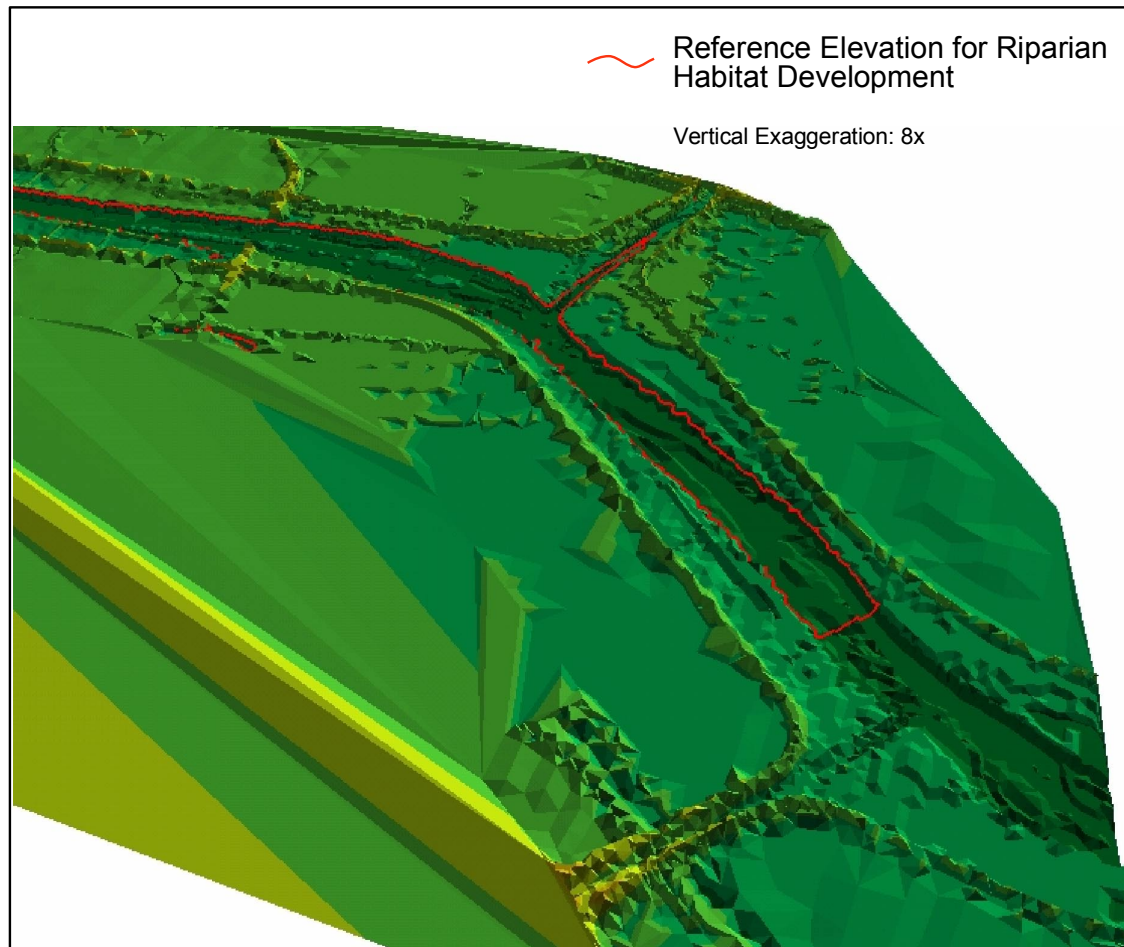 Reference Elevation for Riparian
Habitat Development
Vertical Exaggeration: 8x